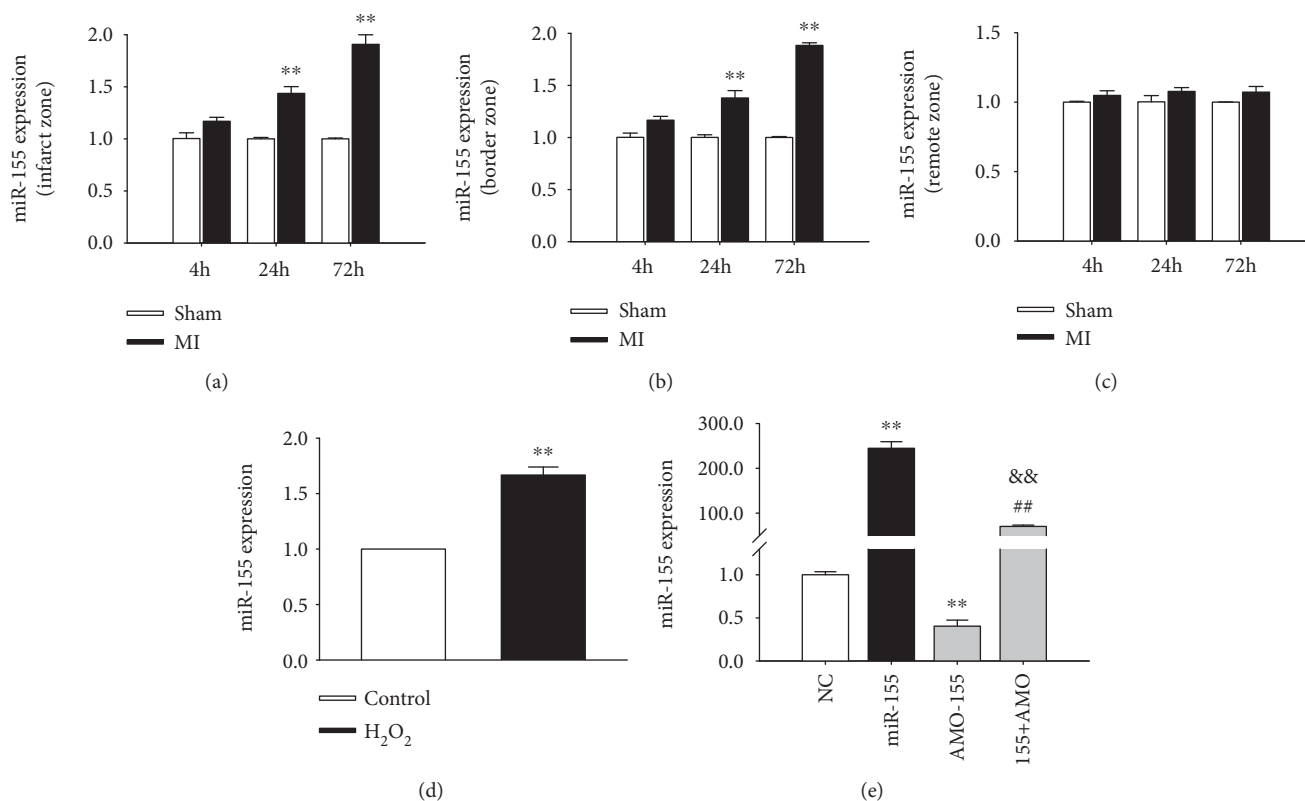 miR-155 expression
(infarct zone)
2.0
1.5
1.0
0.5
0.0
**
**
4h 24h 72h
Sham
MI
(a)
miR-155 expression
(border zone)
2.0
1.5
1.0
0.5
0.0
**
**
4h 24h 72h
Sham
MI
(b)
miR-155 expression
(remote zone)
1.5
1.0
0.5
0.0
4h 24h 72h
Sham
MI
(c)
miR-155 expression
2.0
1.5
1.0
0.5
0.0
**
Control
H₂O₂
(d)
miR-155 expression
300.0
200.0
100.0
1.0
0.5
0.0
**
**
&&
##
NC
miR-155
AMO-155
155+AMO
(e)